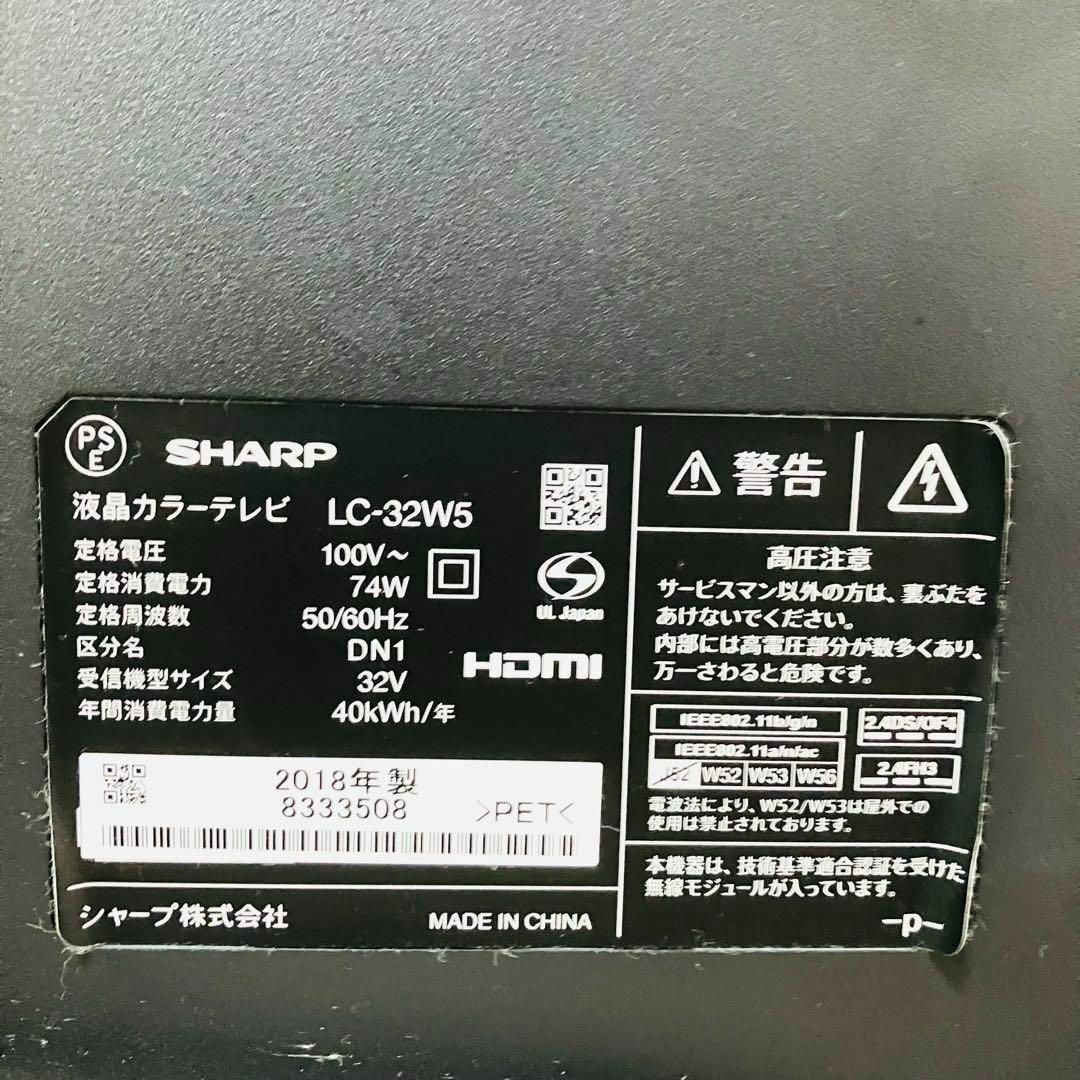 PSE
SHARP
液晶カラーテレビ LC-32W5
定格電圧 100V~
定格消費電力 74W
定格周波数 50/60Hz
区分名 DN1
受信機型サイズ 32V
年間消費電力量 40kWh/年
UL Japan
HDMI
2018年製
8333508
>PET<
シャープ株式会社 MADE IN CHINA
警告
高圧注意
サービスマン以外の方は、裏ぶたを
あけないでください。
内部には高電圧部分が数多くあり、
万一さわると危険です。
IEEE802.11b/g/n
IEEE802.11a/n/ac
J52 W52 W53 W56
2.4DS/OF4
2.4FH3
電波法により、W52/W53は屋外での
使用は禁止されております。
本機器は、技術基準適合認証を受けた
無線モジュールが入っています。
-p-